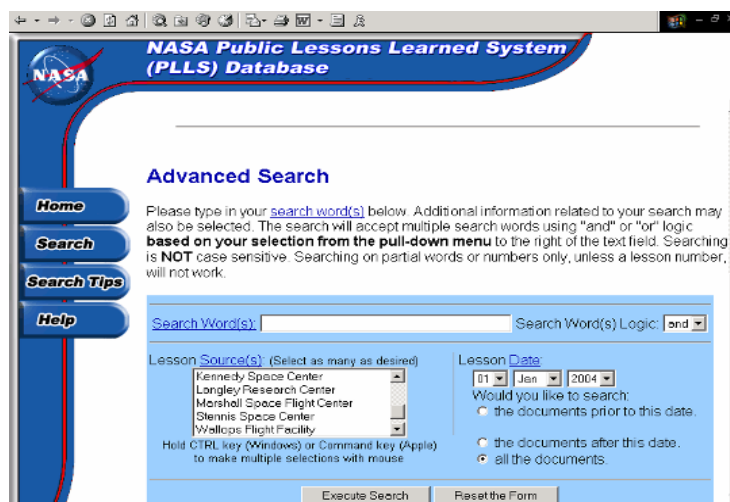 NASA Public Lessons Learned System
(PLLS) Database
NASA
Advanced Search
Home
Search
Search Tips
Help
Please type in your search word(s) below. Additional information related to your search may
also be selected. The search will accept multiple search words using "and" or "or" logic
based on your selection from the pull-down menu to the right of the text field. Searching
is NOT case sensitive. Searching on partial words or numbers only, unless a lesson number,
will not work.
Search Word(s): Search Word(s) Logic: and
Lesson Source(s): (Select as many as desired)
Kennedy Space Center
Langley Research Center
Marshall Space Flight Center
Stennis Space Center
Wallops Flight Facility
Hold CTRL key (Windows) or Command key (Apple)
to make multiple selections with mouse
Lesson Date:
01 Jan 2004
Would you like to search:
the documents prior to this date.
the documents after this date.
all the documents.
Execute Search Reset the Form